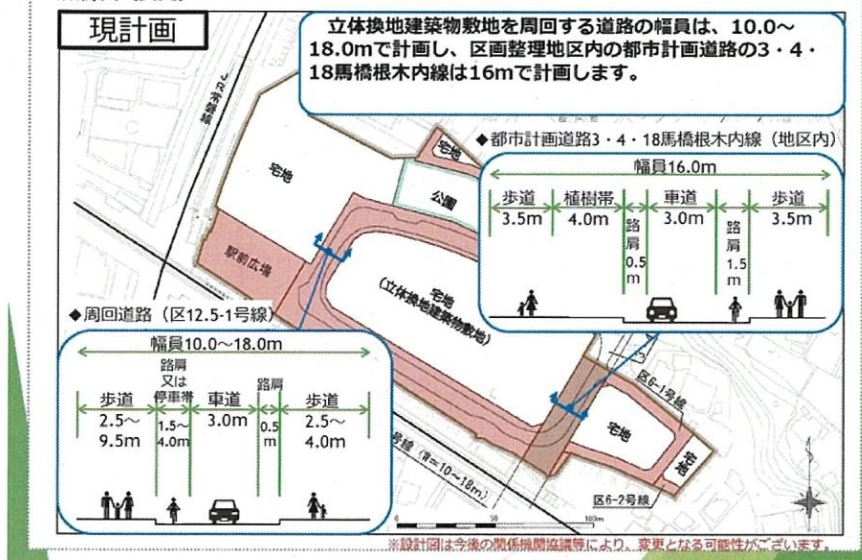 現計画
立体換地建築物敷地を周回する道路の幅員は、10.0～
18.0mで計画し、区画整理地区内の都市計画道路の3・4・
18馬橋根木内線は16mで計画します。
◆都市計画道路3・4・18馬橋根木内線（地区内）
幅員16.0m
歩道
3.5m
植樹帯
4.0m
路肩0.5m
車道
3.0m
路肩1.5m
歩道
3.5m
宅地
宅地
公園
駅前広場
宅地
（立体換地建築物敷地）
◆周回道路（区12.5-1号線）
幅員10.0～18.0m
歩道
2.5～
9.5m
路肩
又は
停車帯
1.5～
4.0m
車道
3.0m
路肩
0.5
m
歩道
2.5～
4.0m
区6-1号線
宅地
宅地
区6-2号線
号線（W=10～18m）
0
50
100m
※設計図は今後の関係機関協議等により、変更となる可能性がございます。